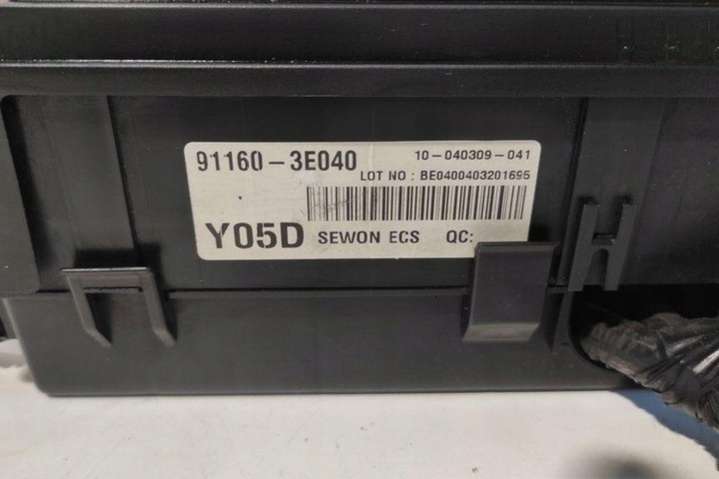 91160-3E040 10-040309-041
LOT NO : BE0400403201695
Y05D SEWON ECS QC: